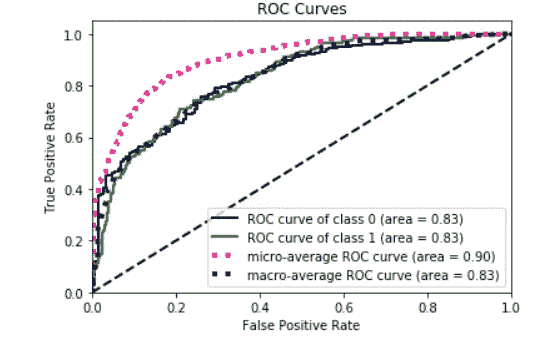 ROC Curves
True Positive Rate
1.0
0.8
0.6
0.4
0.2
0.0
ROC curve of class 0 (area = 0.83)
ROC curve of class 1 (area = 0.83)
micro-average ROC curve (area = 0.90)
macro-average ROC curve (area = 0.83)
0.0 0.2 0.4 0.6 0.8 1.0
False Positive Rate